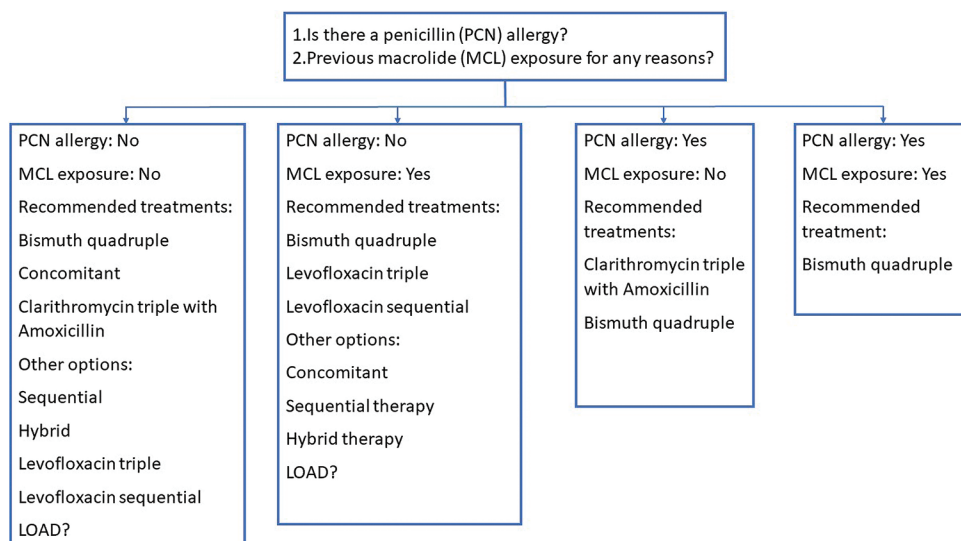 1.Is there a penicillin (PCN) allergy?
2.Previous macrolide (MCL) exposure for any reasons?
PCN allergy: No
MCL exposure: No
Recommended treatments:
Bismuth quadruple
Concomitant
Clarithromycin triple with
Amoxicillin
Other options:
Sequential
Hybrid
Levofloxacin triple
Levofloxacin sequential
LOAD?
PCN allergy: No
MCL exposure: Yes
Recommended treatments:
Bismuth quadruple
Levofloxacin triple
Levofloxacin sequential
Other options:
Concomitant
Sequential therapy
Hybrid therapy
LOAD?
PCN allergy: Yes
MCL exposure: No
Recommended
treatments:
Clarithromycin triple
with Amoxicillin
Bismuth quadruple
PCN allergy: Yes
MCL exposure: Yes
Recommended
treatment:
Bismuth quadruple